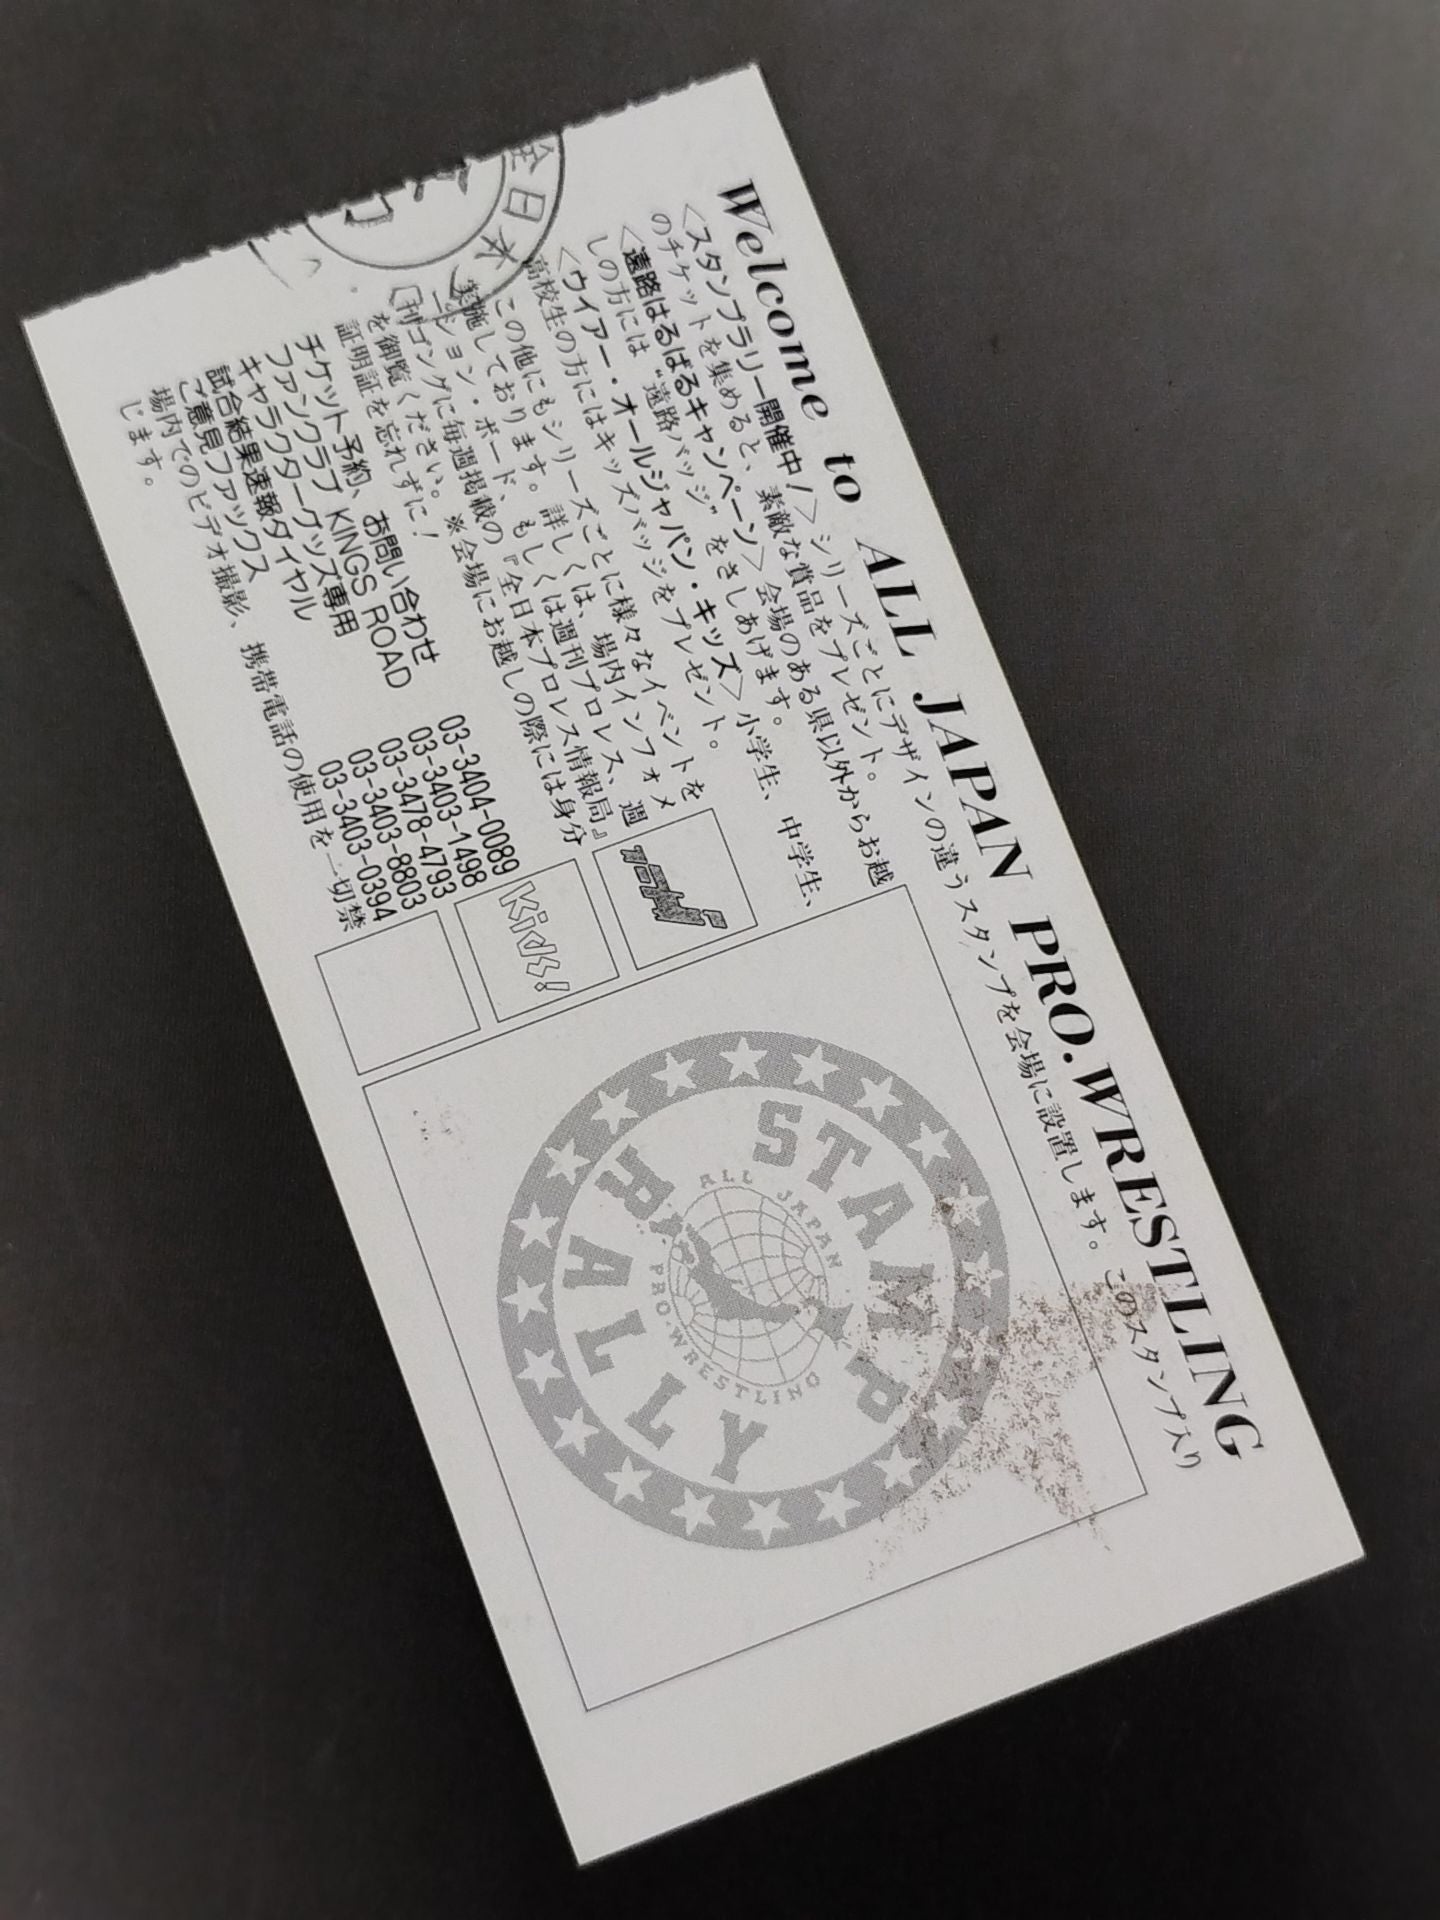 Welcome to ALL JAPAN PRO.WRESTLING
<スタンプラリー開催中!>シリーズごとにデザインの違うスタンプを会場に設置します。このスタンプ入り
のチケットを集めると、素敵な賞品をプレゼント。
<遠路はるばるキャンペーン>会場のある県以外からお越
しの方には“遠路バッジ”をさしあげます。
<ウイアー・オールジャパン・キッズ>小学生、中学生、
高校生の方にはキッズバッジをプレゼント。
この他にもシリーズごとに様々なイベントを
実施しております。詳しくは、場内インフォメ
ーション・ボード、もしくは週刊プロレス、週
刊ゴングに毎週掲載の『全日本プロレス情報局』
を御覧ください。※会場にお越しの際には身分
証明証を忘れずに!
チケット予約、お問い合わせ 03-3404-0089
ファンクラブ KINGS ROAD 03-3403-1498
キャラクターグッズ専用 03-3478-4793
試合結果速報ダイヤル 03-3403-8803
ご意見ファックス 03-3403-0394
場内でのビデオ撮影、携帯電話の使用を一切禁
じます。
Kids!
STAMP
RALLY
ALL JAPAN
PRO.WRESTLING
全日本